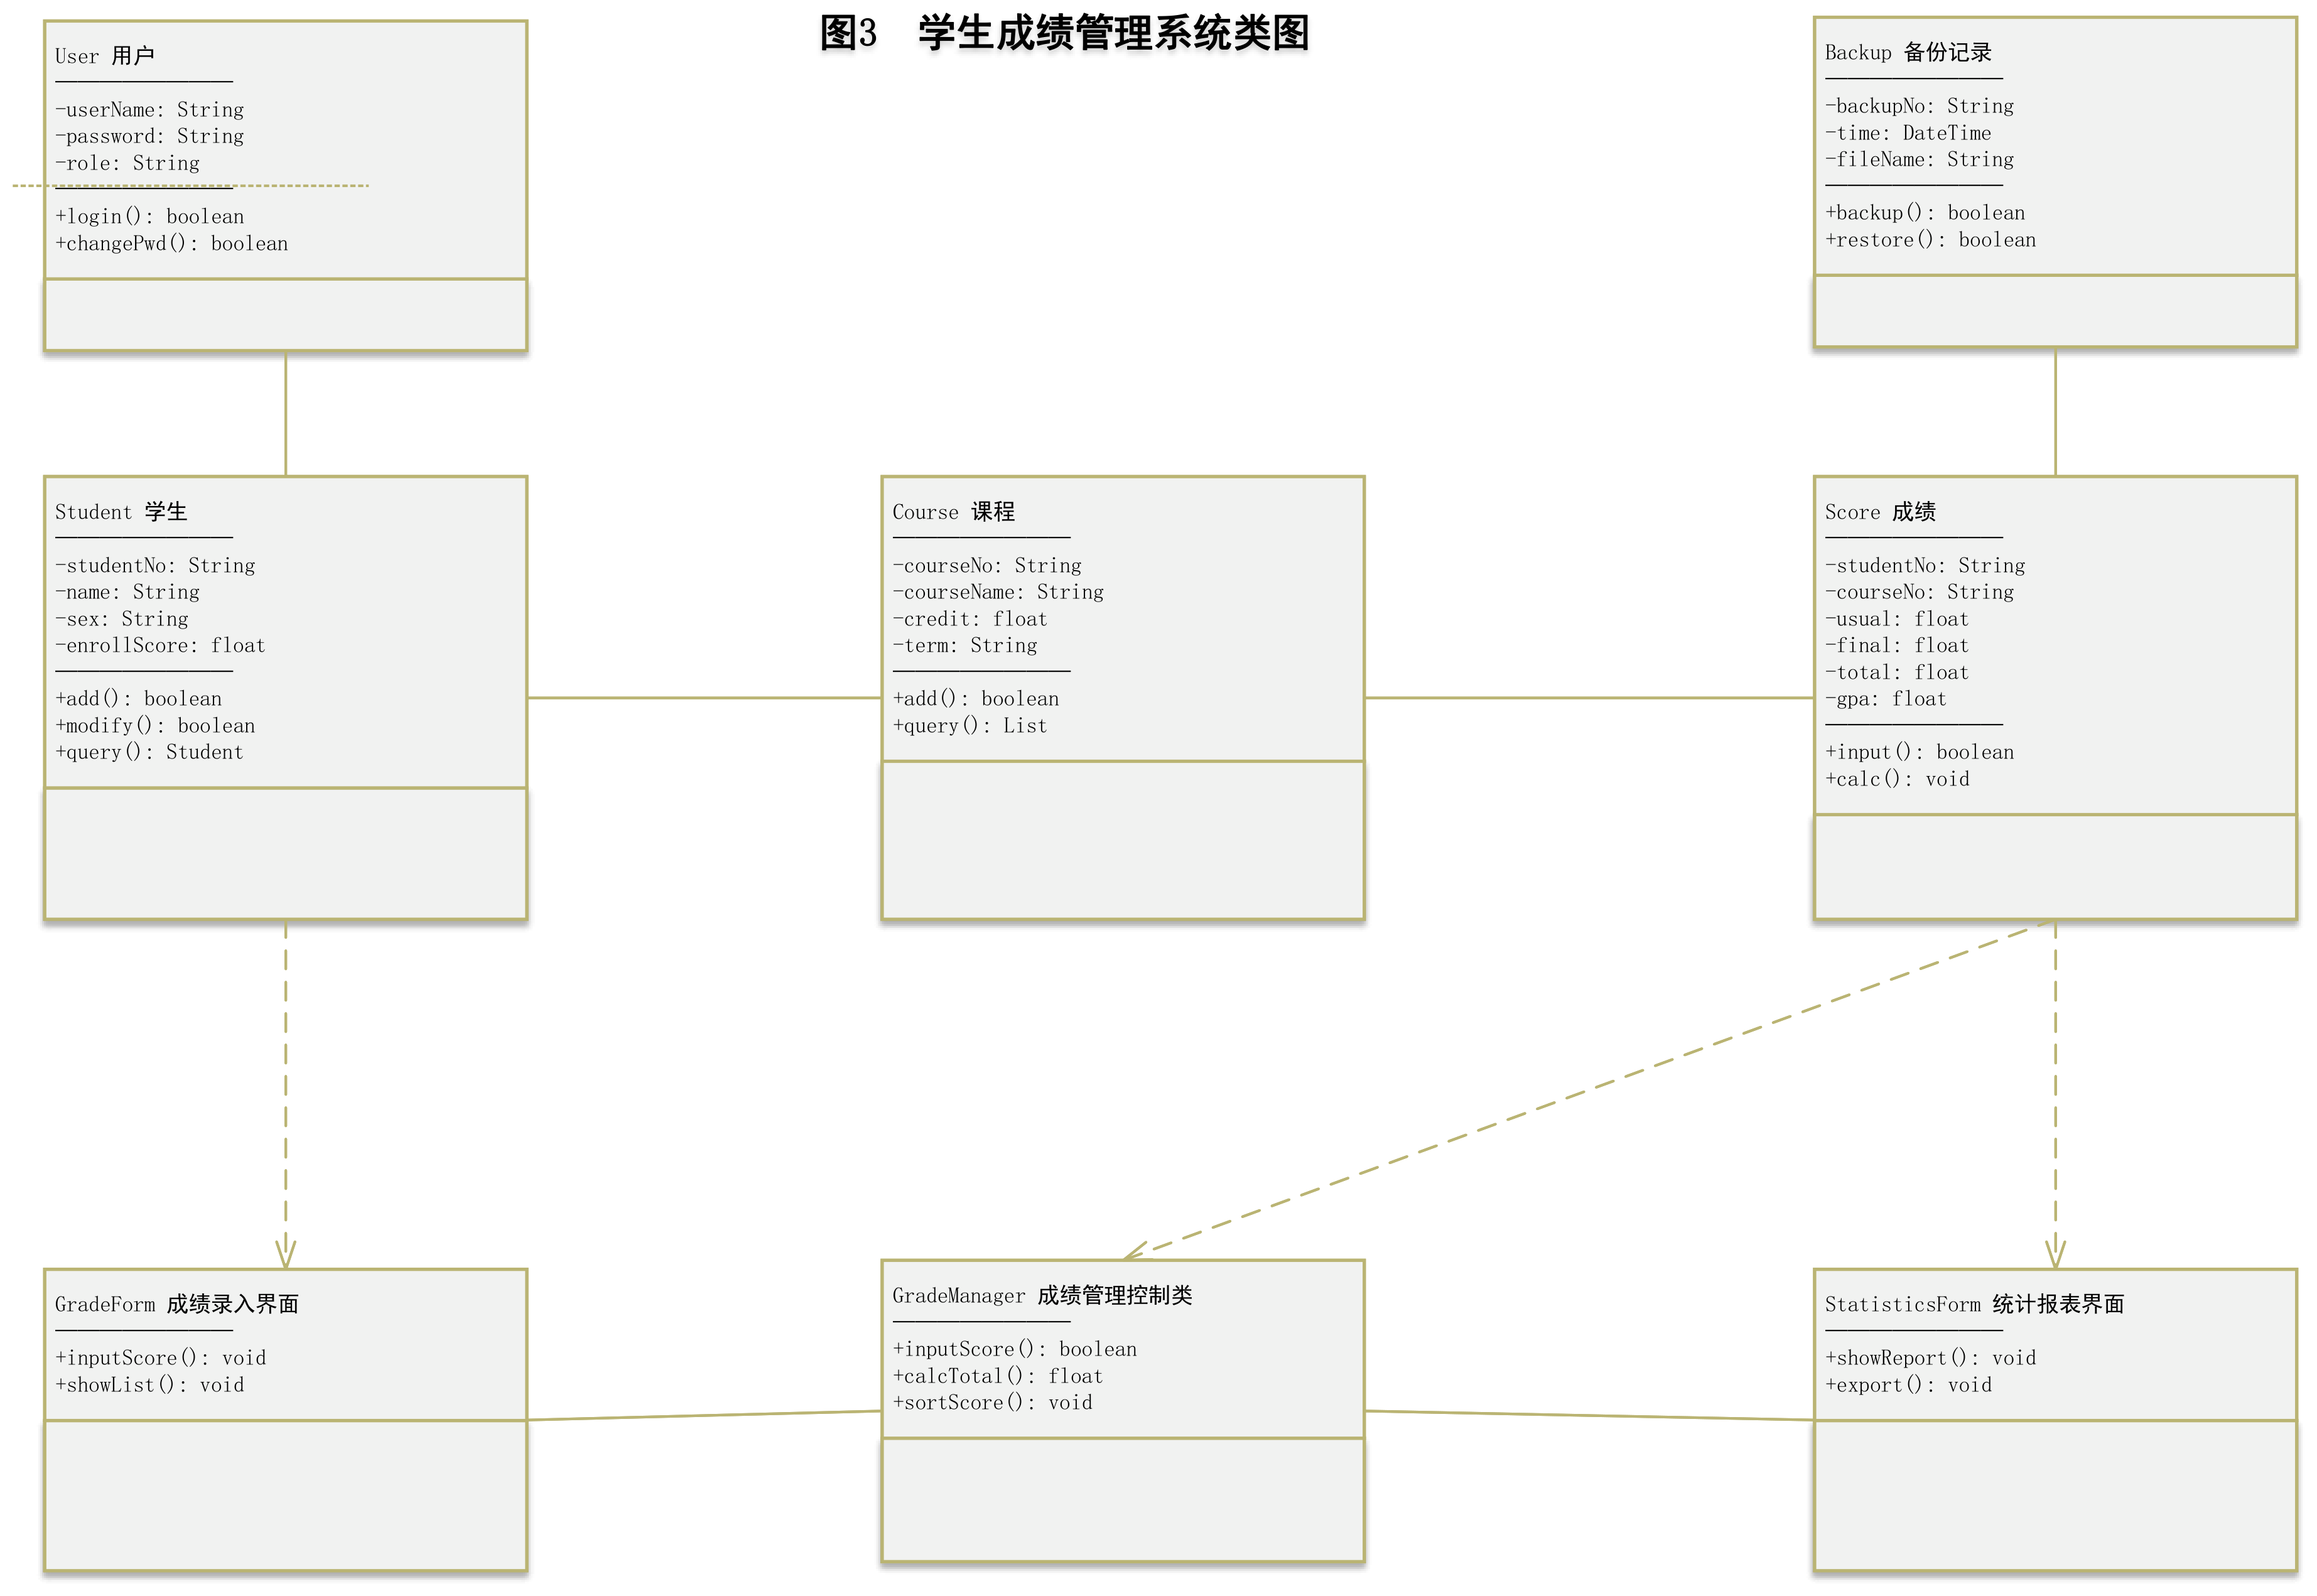 图3 学生成绩管理系统类图
User 用户
-userName: String
-password: String
-role: String
+login(): boolean
+changePwd(): boolean
Backup 备份记录
-backupNo: String
-time: DateTime
-fileName: String
+backup(): boolean
+restore(): boolean
Student 学生
-studentNo: String
-name: String
-sex: String
-enrollScore: float
+add(): boolean
+modify(): boolean
+query(): Student
Course 课程
-courseNo: String
-courseName: String
-credit: float
-term: String
+add(): boolean
+query(): List
Score 成绩
-studentNo: String
-courseNo: String
-usual: float
-final: float
-total: float
-gpa: float
+input(): boolean
+calc(): void
GradeForm 成绩录入界面
+inputScore(): void
+showList(): void
GradeManager 成绩管理控制类
+inputScore(): boolean
+calcTotal(): float
+sortScore(): void
StatisticsForm 统计报表界面
+showReport(): void
+export(): void